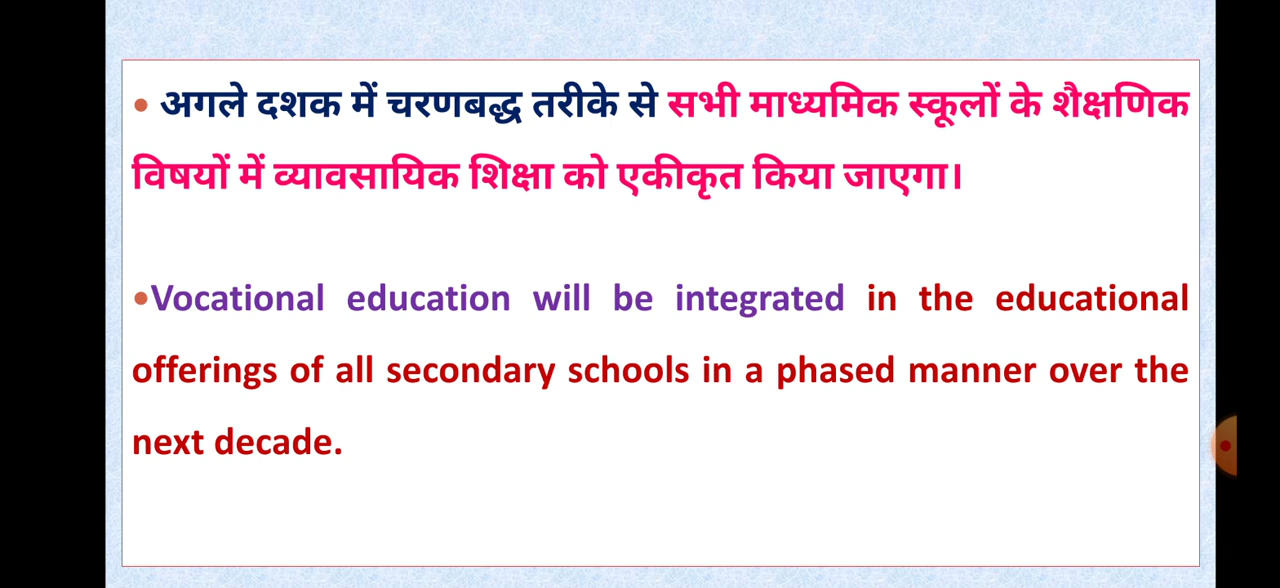 • अगले दशक में चरणबद्ध तरीके से सभी माध्यमिक स्कूलों के शैक्षणिक
विषयों में व्यावसायिक शिक्षा को एकीकृत किया जाएगा।
•Vocational education will be integrated in the educational
offerings of all secondary schools in a phased manner over the
next decade.